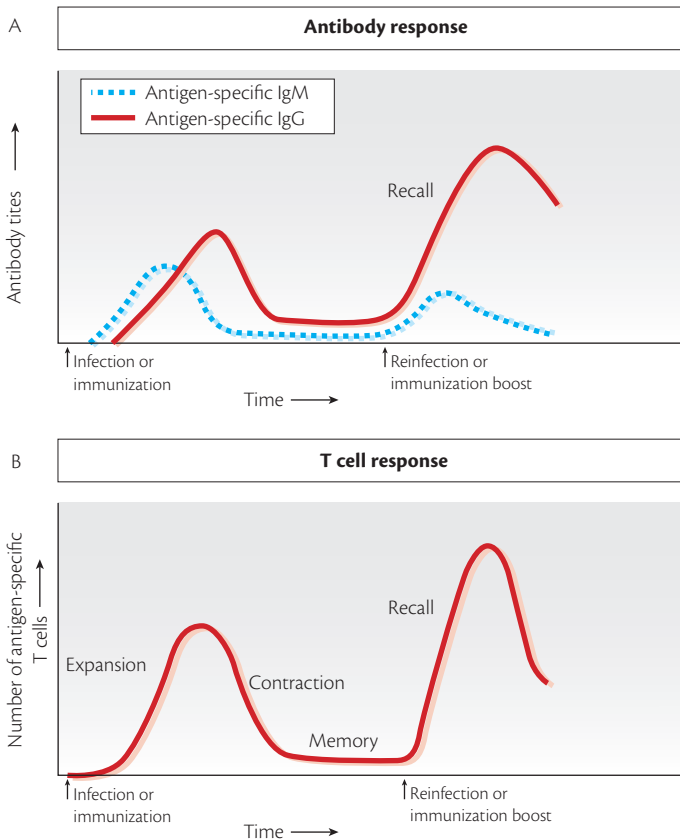 A
Antibody response
Antigen-specific IgM
Antigen-specific IgG
Antibody tites
Recall
Infection or
immunization
Reinfection or
immunization boost
Time
B
T cell response
Number of antigen-specific
T cells
Expansion
Contraction
Memory
Recall
Infection or
immunization
Reinfection or
immunization boost
Time